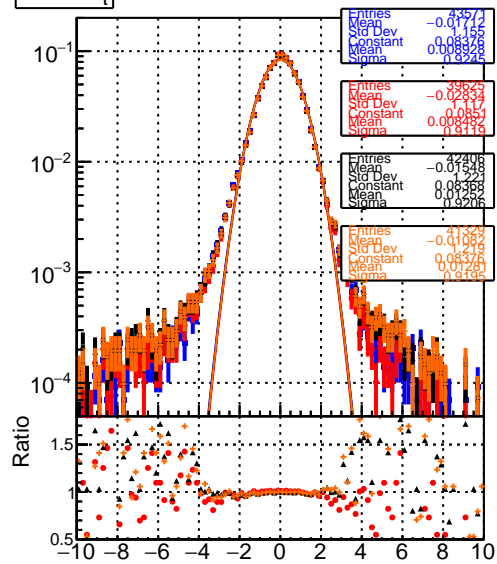 t
Entries 43571
Mean −0.01712
Std Dev 1.155
Constant 0.08376
Mean 0.008928
Sigma 0.9245
Entries 39625
Mean −0.02834
Std Dev 1.117
Constant 0.0851
Mean 0.008482
Sigma 0.9119
Entries 42406
Mean −0.01548
Std Dev 1.221
Constant 0.08368
Mean 0.01252
Sigma 0.9206
Entries 41329
Mean −0.01082
Std Dev 1.219
Constant 0.08376
Mean 0.01281
Sigma 0.9195
10⁻¹
10⁻²
10⁻³
10⁻⁴
Ratio
1.5
1
0.5
−10 −8 −6 −4 −2 0 2 4 6 8 10